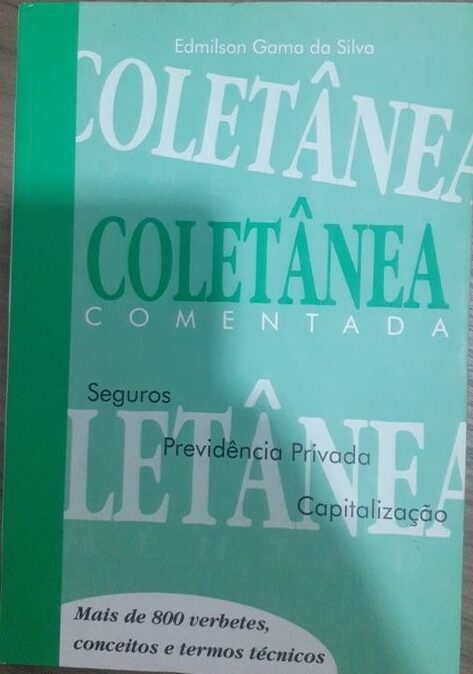 Edmilson Gama da Silva
COLETÂNEA
COLETÂNEA
COMENTADA
Seguros
LETÂNEA
Previdência Privada
Capitalização
Mais de 800 verbetes,
conceitos e termos técnicos